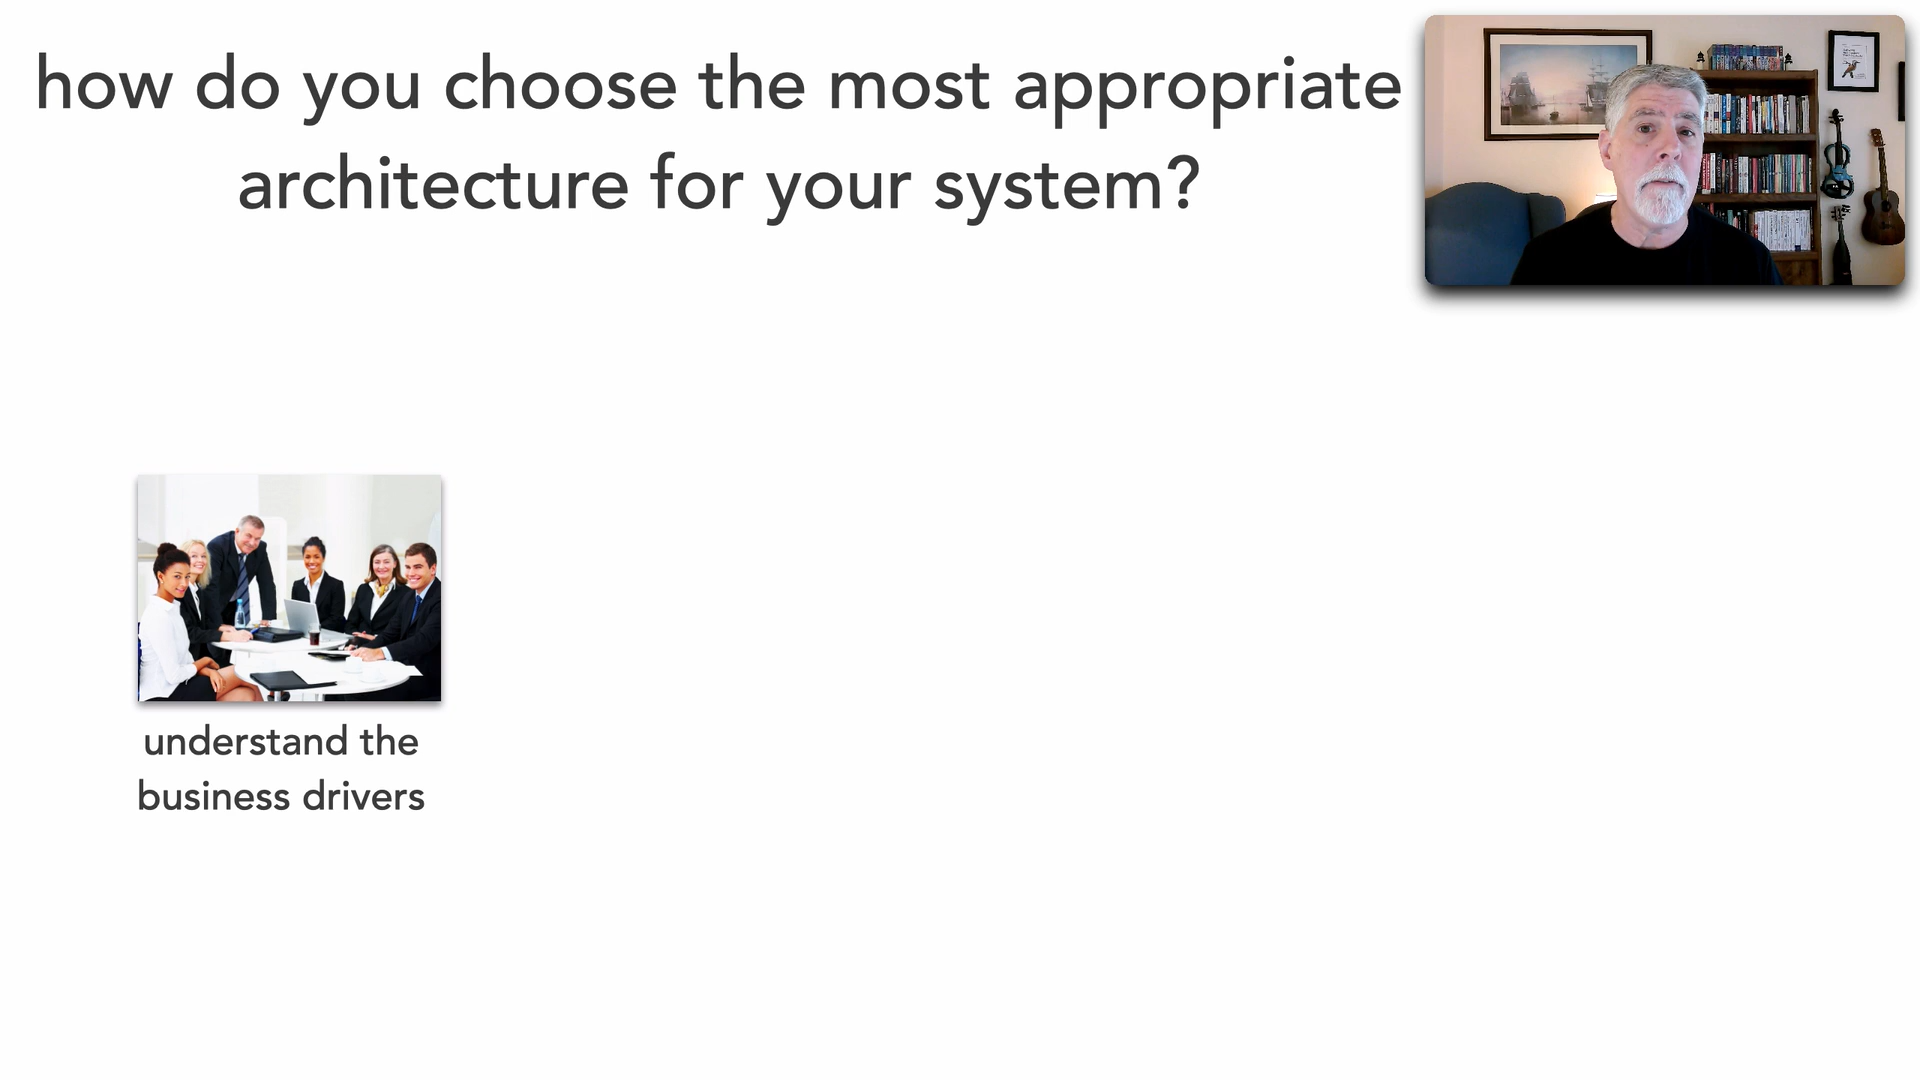 how do you choose the most appropriate
architecture for your system?
understand the
business drivers